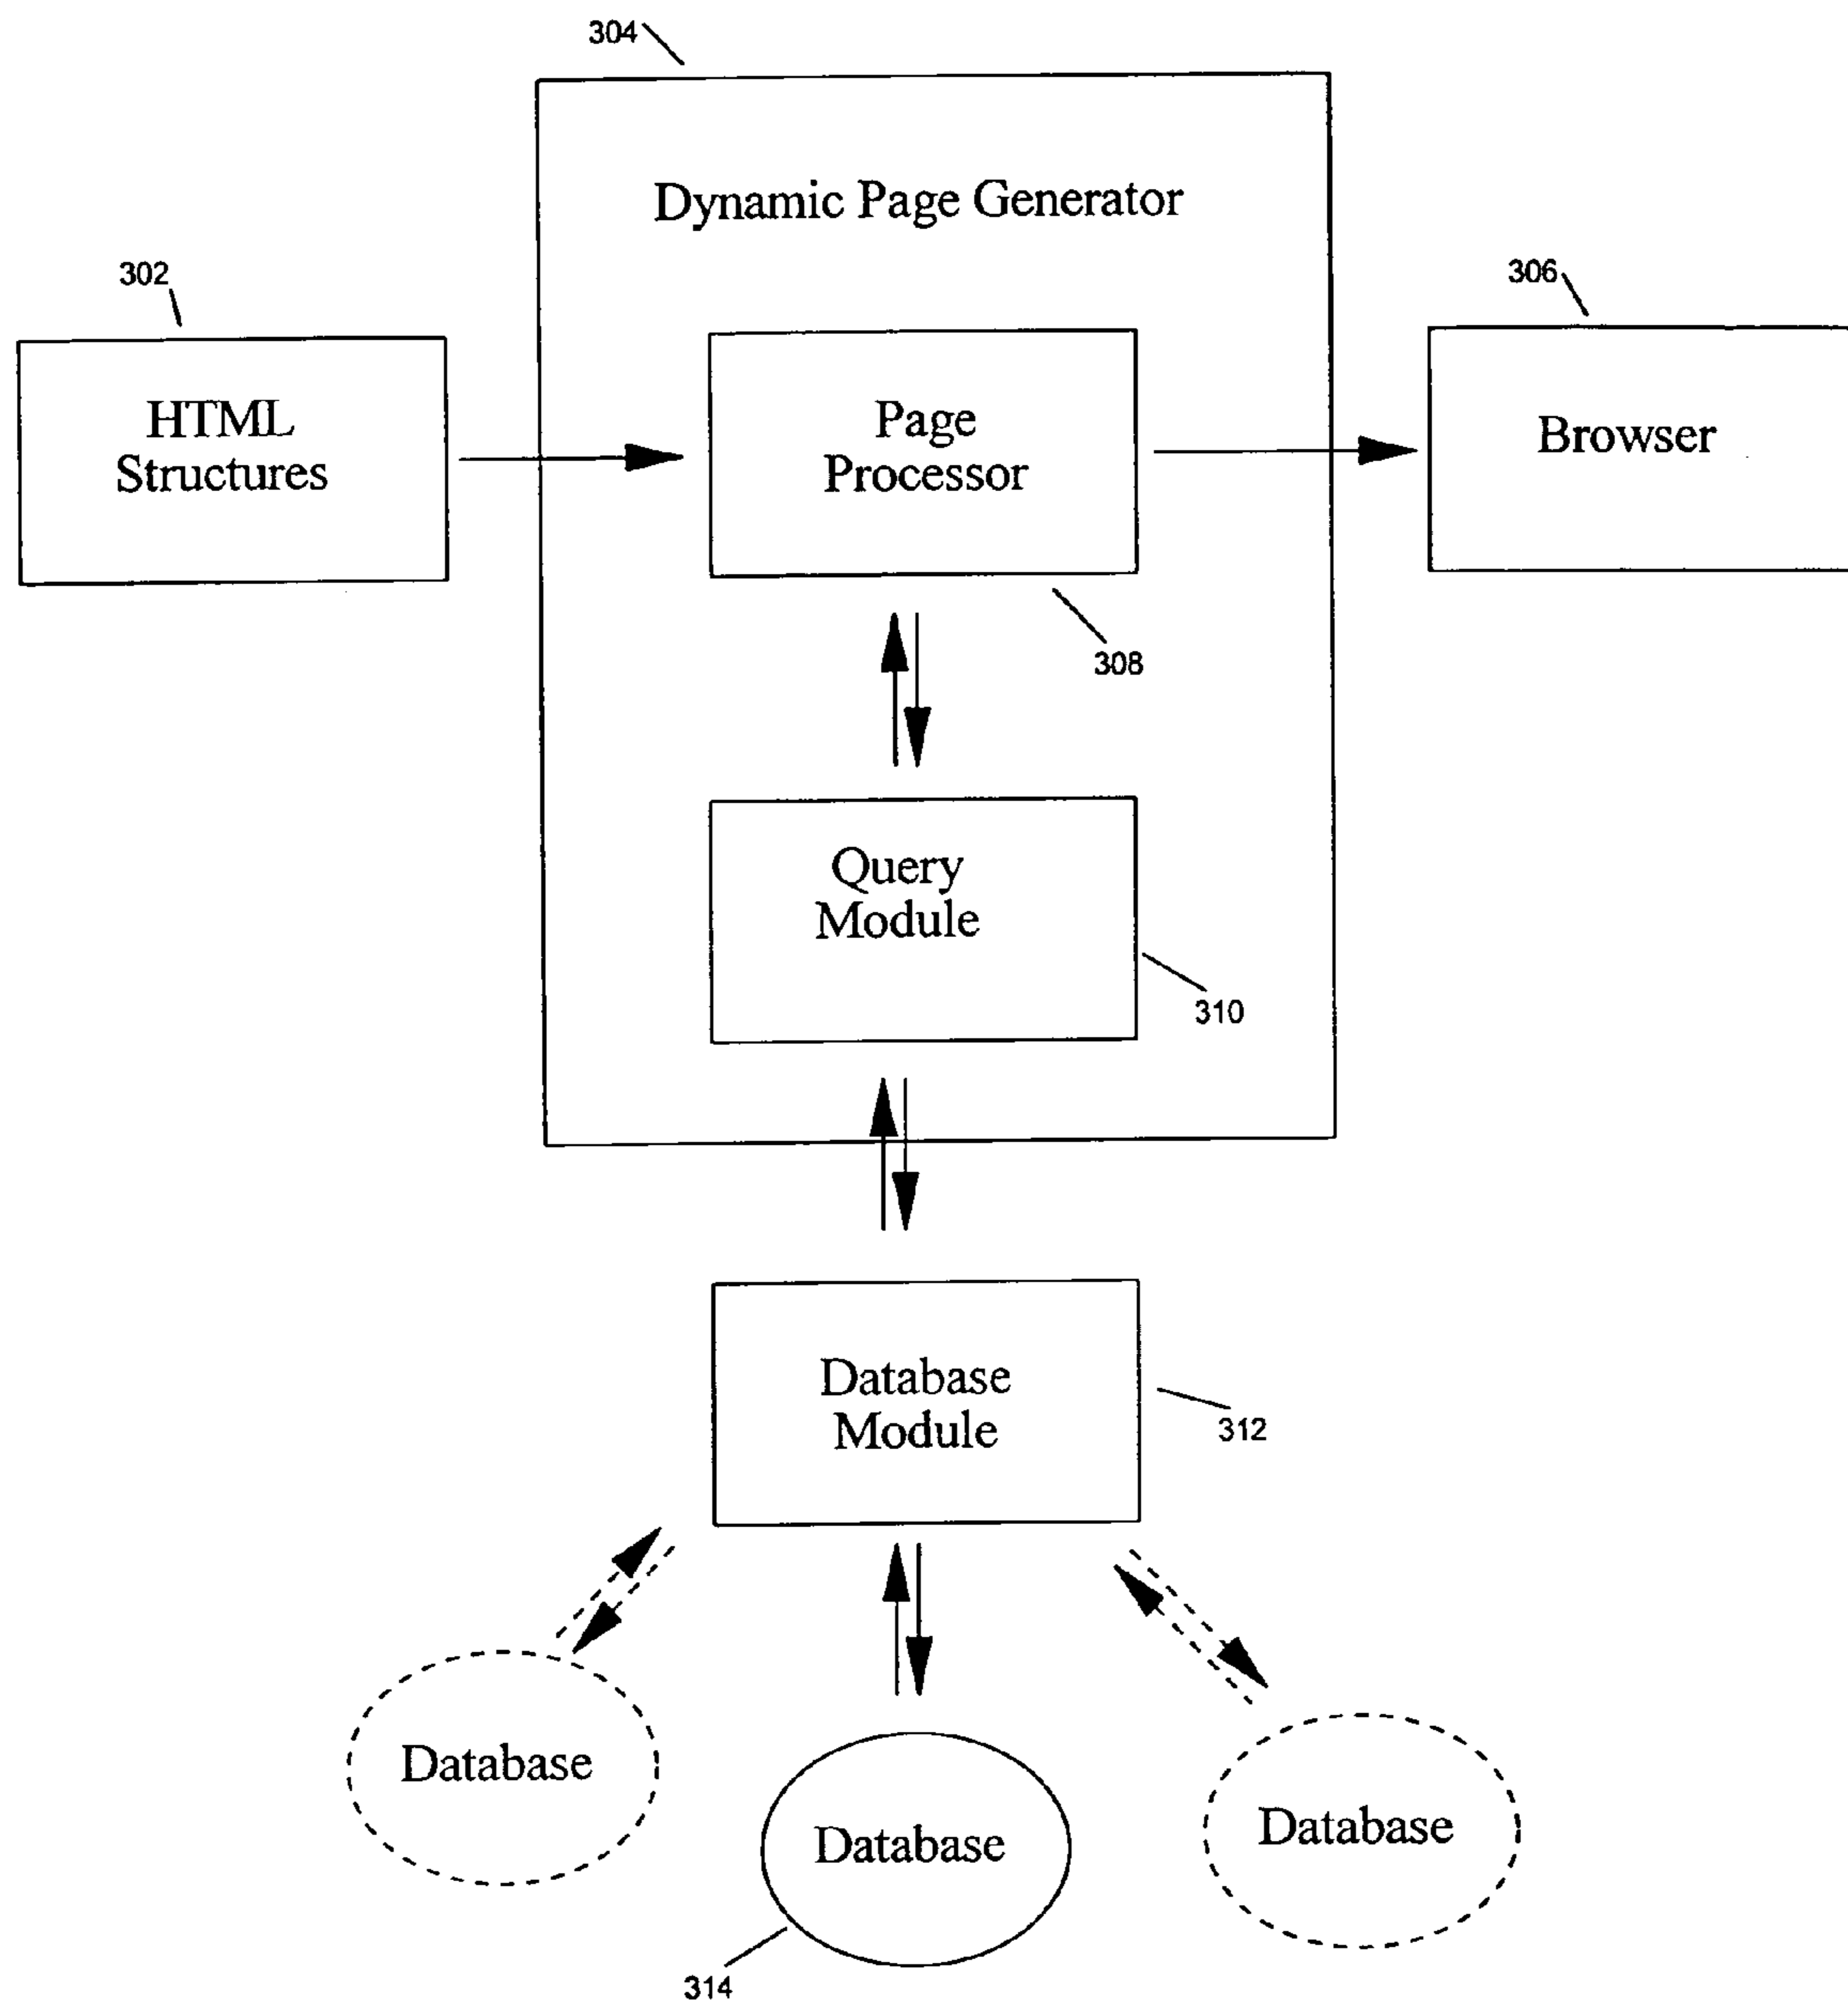 304
Dynamic Page Generator
302
306
HTML
Structures
Page
Processor
Browser
308
Query
Module
310
Database
Module
312
Database
Database
Database
314